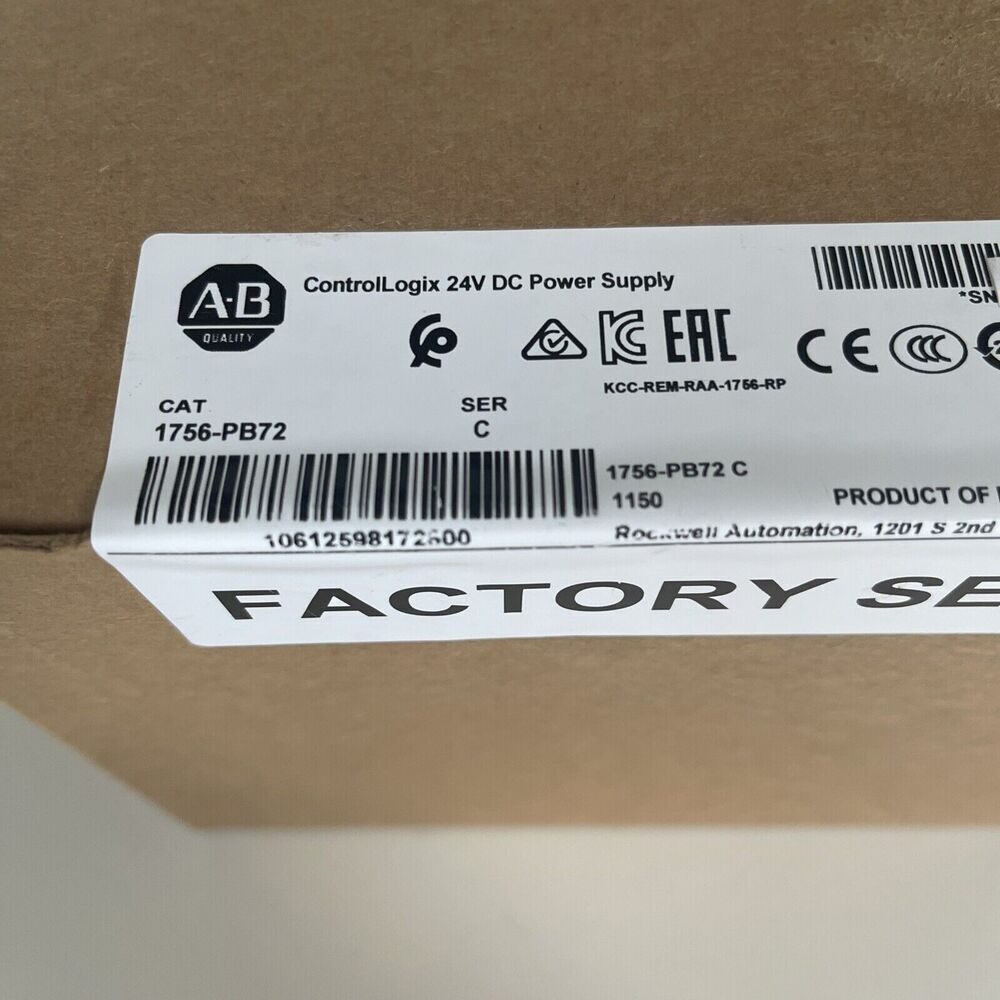 A-B
QUALITY
ControlLogix 24V DC Power Supply
*SN
EAC
KCC-REM-RAA-1756-RP
CE
CCC
CAT
1756-PB72
SER
C
1756-PB72 C
1150
PRODUCT OF
Rockwell Automation, 1201 S 2nd
FACTORY SE